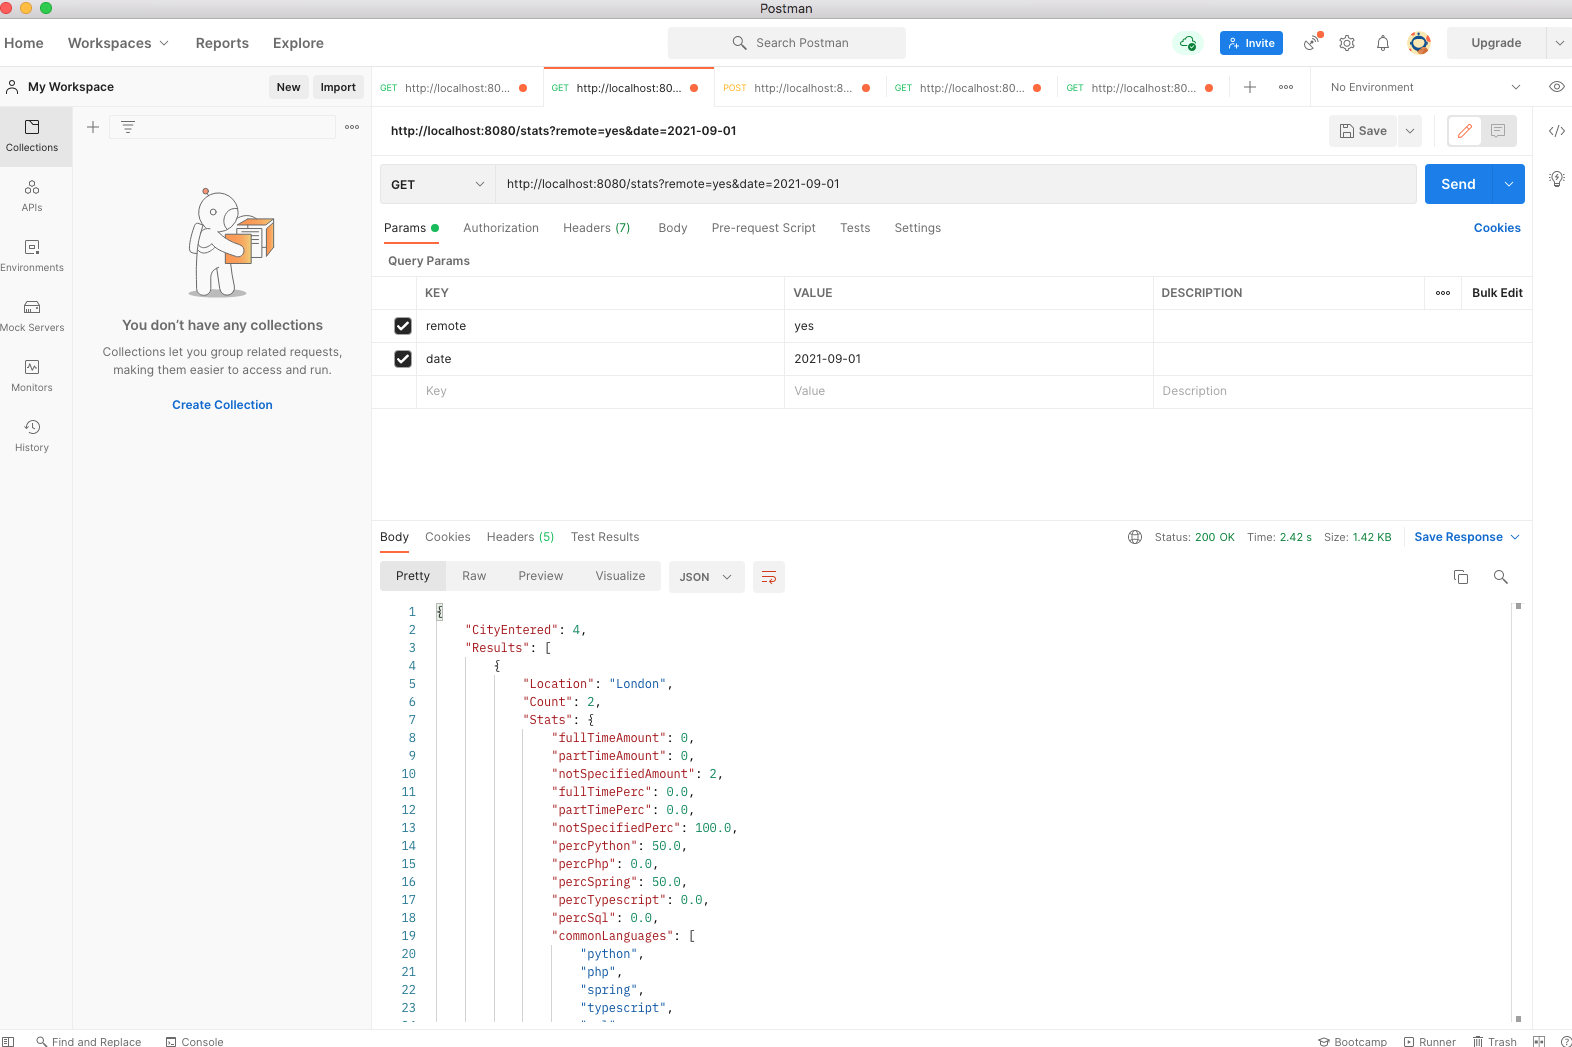 Postman
Home Workspaces Reports Explore Search Postman Invite Upgrade
My Workspace New Import
GET http://localhost:80... GET http://localhost:80... POST http://localhost:8... GET http://localhost:80... GET http://localhost:80... No Environment
http://localhost:8080/stats?remote=yes&date=2021-09-01 Save
Collections
APIs
Environments
Mock Servers
Monitors
History
You don’t have any collections
Collections let you group related requests,
making them easier to access and run.
Create Collection
GET http://localhost:8080/stats?remote=yes&date=2021-09-01 Send
Params Authorization Headers (7) Body Pre-request Script Tests Settings Cookies
Query Params
KEY VALUE DESCRIPTION Bulk Edit
remote yes
date 2021-09-01
Key Value Description
Body Cookies Headers (5) Test Results Status: 200 OK Time: 2.42 s Size: 1.42 KB Save Response
Pretty Raw Preview Visualize JSON
1 {
2 "CityEntered": 4,
3 "Results": [
4 {
5 "Location": "London",
6 "Count": 2,
7 "Stats": {
8 "fullTimeAmount": 0,
9 "partTimeAmount": 0,
10 "notSpecifiedAmount": 2,
11 "fullTimePerc": 0.0,
12 "partTimePerc": 0.0,
13 "notSpecifiedPerc": 100.0,
14 "percPython": 50.0,
15 "percPhp": 0.0,
16 "percSpring": 50.0,
17 "percTypescript": 0.0,
18 "percSql": 0.0,
19 "commonLanguages": [
20 "python",
21 "php",
22 "spring",
23 "typescript",
Find and Replace Console Bootcamp Runner Trash